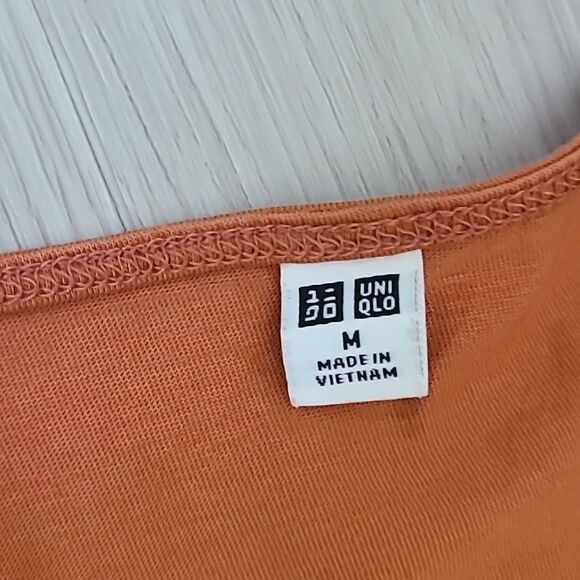 ユニ UNI
クロ QLO
M
MADE IN
VIETNAM